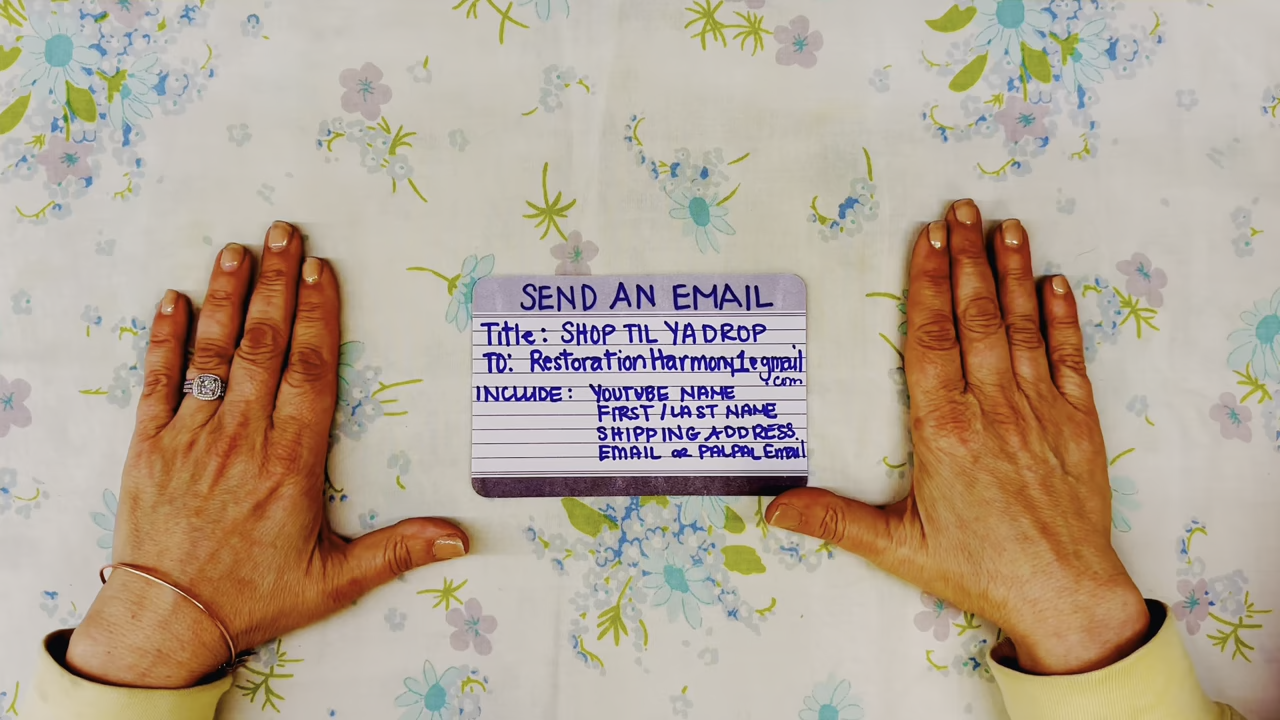 SEND AN EMAIL
Title: SHOP TIL YA DROP
TO: RestorationHarmony1@gmail
.com
INCLUDE: YOUTUBE NAME
FIRST/LAST NAME
SHIPPING ADDRESS.
EMAIL or PALPAL Email